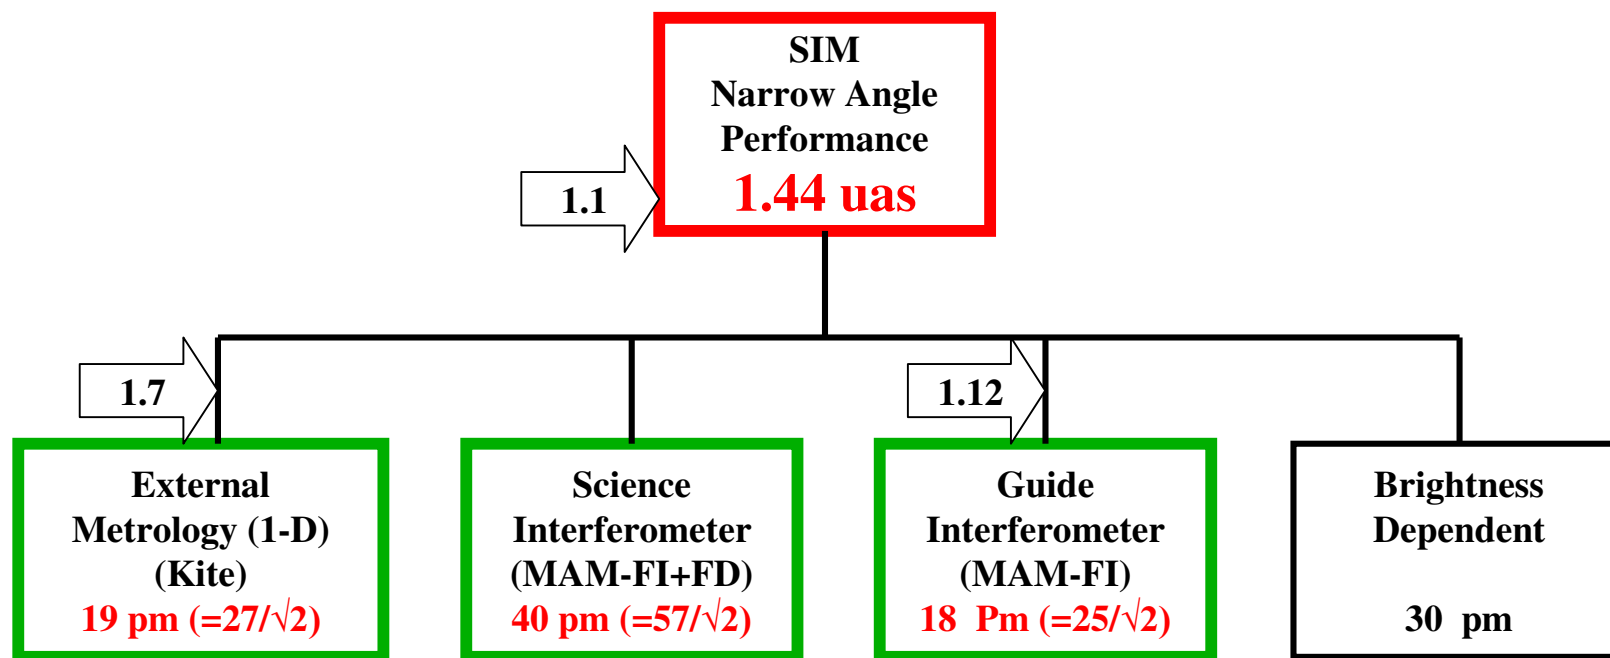 SIM
Narrow Angle
Performance
1.44 uas
1.1
1.7
1.12
External
Metrology (1-D)
(Kite)
19 pm (=27/√2)
Science
Interferometer
(MAM-FI+FD)
40 pm (=57/√2)
Guide
Interferometer
(MAM-FI)
18 Pm (=25/√2)
Brightness
Dependent
30 pm